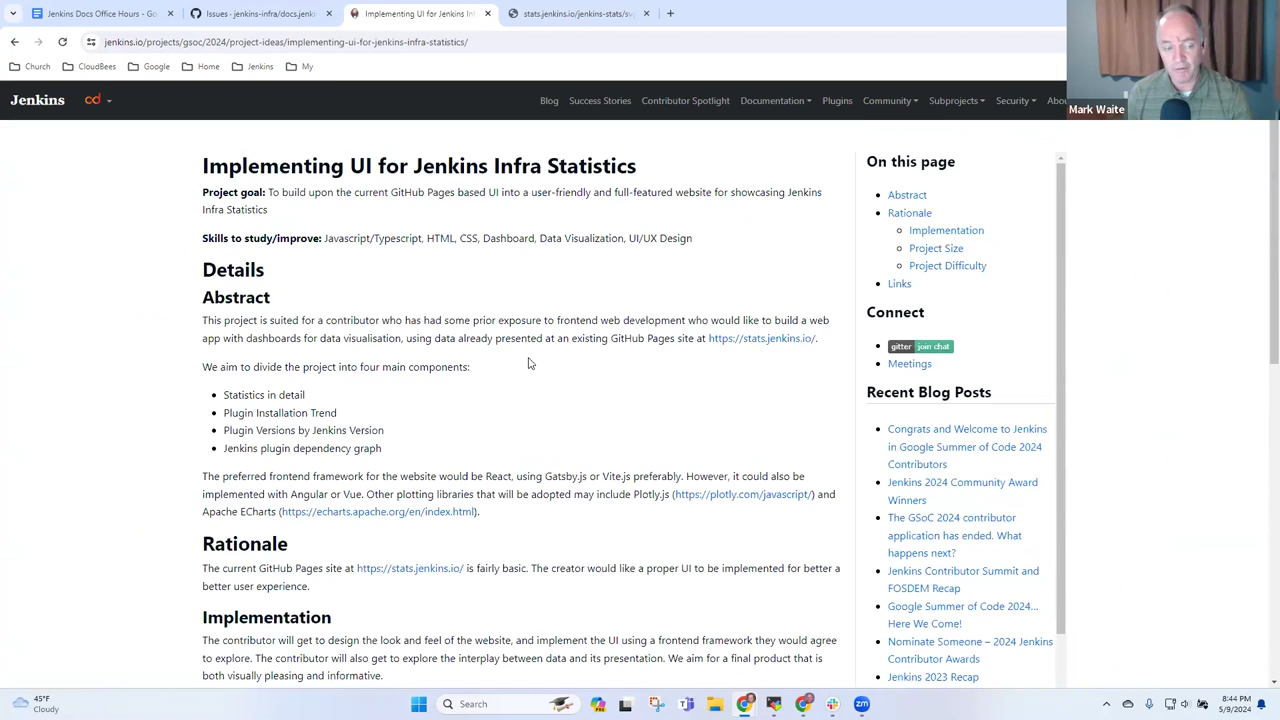 Jenkins Docs Office Hours - Go
Issues · jenkins-infra/docs.jenkin
Implementing UI for Jenkins Infra
stats.jenkins.io/jenkins-stats/svg
jenkins.io/projects/gsoc/2024/project-ideas/implementing-ui-for-jenkins-infra-statistics/
Church
CloudBees
Google
Home
Jenkins
My
Mark Waite
Jenkins
cd
Blog
Success Stories
Contributor Spotlight
Documentation
Plugins
Community
Subprojects
Security
Abou
Implementing UI for Jenkins Infra Statistics
Project goal: To build upon the current GitHub Pages based UI into a user-friendly and full-featured website for showcasing Jenkins
Infra Statistics
Skills to study/improve: Javascript/Typescript, HTML, CSS, Dashboard, Data Visualization, UI/UX Design
Details
Abstract
This project is suited for a contributor who has had some prior exposure to frontend web development who would like to build a web
app with dashboards for data visualisation, using data already presented at an existing GitHub Pages site at https://stats.jenkins.io/.
We aim to divide the project into four main components:
Statistics in detail
Plugin Installation Trend
Plugin Versions by Jenkins Version
Jenkins plugin dependency graph
The preferred frontend framework for the website would be React, using Gatsby.js or Vite.js preferably. However, it could also be
implemented with Angular or Vue. Other plotting libraries that will be adopted may include Plotly.js (https://plotly.com/javascript/) and
Apache ECharts (https://echarts.apache.org/en/index.html).
Rationale
The current GitHub Pages site at https://stats.jenkins.io/ is fairly basic. The creator would like a proper UI to be implemented for better a
better user experience.
Implementation
The contributor will get to design the look and feel of the website, and implement the UI using a frontend framework they would agree
to explore. The contributor will also get to explore the interplay between data and its presentation. We aim for a final product that is
both visually pleasing and informative.
On this page
Abstract
Rationale
Implementation
Project Size
Project Difficulty
Links
Connect
gitter join chat
Meetings
Recent Blog Posts
Congrats and Welcome to Jenkins
in Google Summer of Code 2024
Contributors
Jenkins 2024 Community Award
Winners
The GSoC 2024 contributor
application has ended. What
happens next?
Jenkins Contributor Summit and
FOSDEM Recap
Google Summer of Code 2024...
Here We Come!
Nominate Someone – 2024 Jenkins
Contributor Awards
Jenkins 2023 Recap
45°F
Cloudy
Search
8:44 PM
5/9/2024